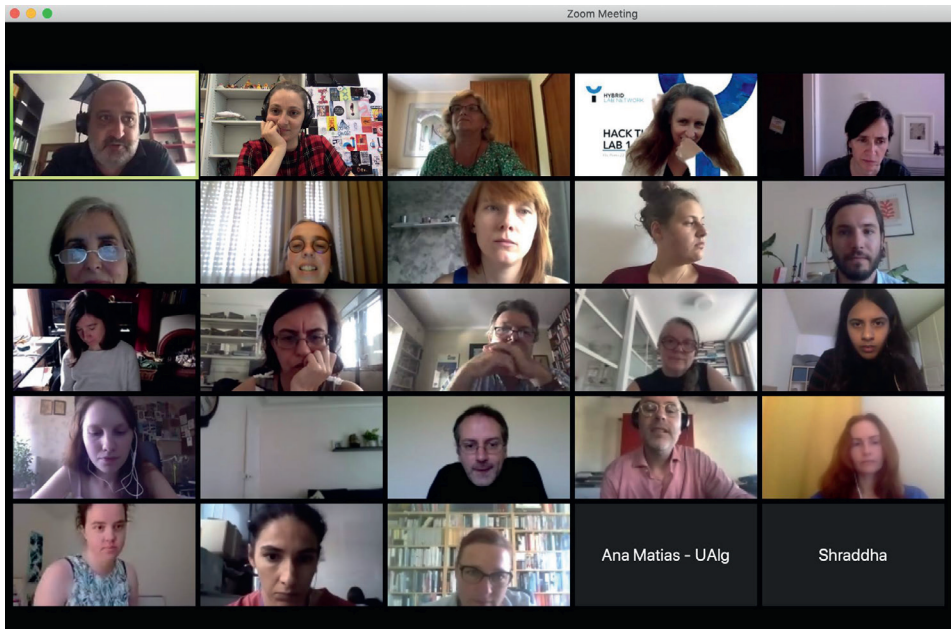 Zoom Meeting
HYBRID
LAB NETWORK
HACK TH
LAB 1
Ana Matias - UAlg
Shraddha